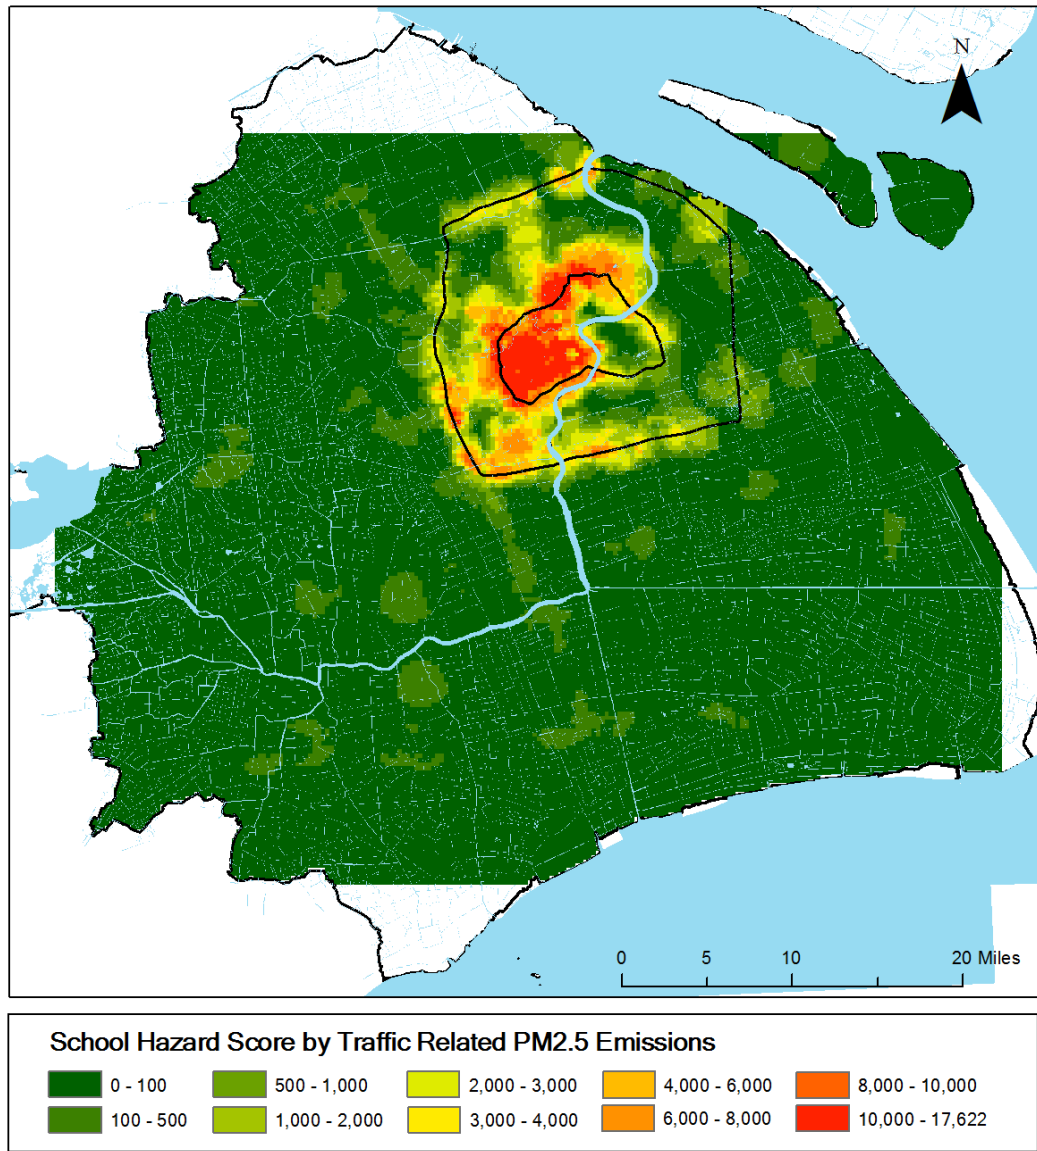 N
0 5 10 20 Miles
School Hazard Score by Traffic Related PM2.5 Emissions
0 - 100 500 - 1,000 2,000 - 3,000 4,000 - 6,000 8,000 - 10,000
100 - 500 1,000 - 2,000 3,000 - 4,000 6,000 - 8,000 10,000 - 17,622